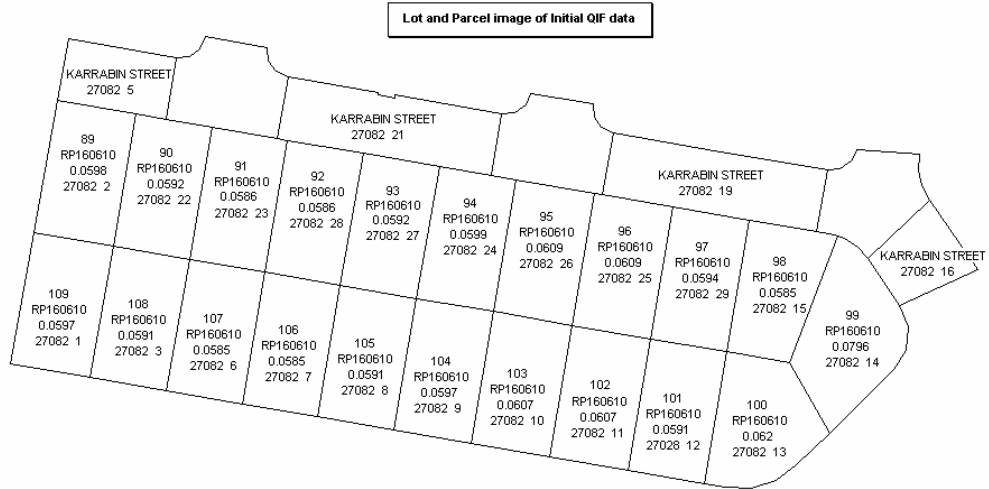 Lot and Parcel image of Initial QIF data
KARRABIN STREET
27082 5
KARRABIN STREET
27082 21
KARRABIN STREET
27082 19
KARRABIN STREET
27082 16
89
RP160610
0.0598
27082 2
90
RP160610
0.0592
27082 22
91
RP160610
0.0586
27082 23
92
RP160610
0.0586
27082 28
93
RP160610
0.0592
27082 27
94
RP160610
0.0599
27082 24
95
RP160610
0.0609
27082 26
96
RP160610
0.0609
27082 25
97
RP160610
0.0594
27082 29
98
RP160610
0.0585
27082 15
99
RP160610
0.0796
27082 14
109
RP160610
0.0597
27082 1
108
RP160610
0.0591
27082 3
107
RP160610
0.0585
27082 6
106
RP160610
0.0585
27082 7
105
RP160610
0.0591
27082 8
104
RP160610
0.0597
27082 9
103
RP160610
0.0607
27082 10
102
RP160610
0.0607
27082 11
101
RP160610
0.0591
27028 12
100
RP160610
0.062
27082 13